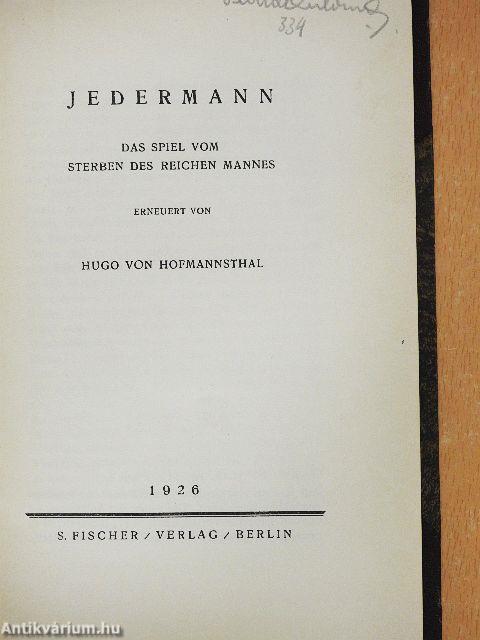 334
JEDERMANN
DAS SPIEL VOM
STERBEN DES REICHEN MANNES
ERNEUERT VON
HUGO VON HOFMANNSTHAL
1926
S. FISCHER / VERLAG / BERLIN
Antikvárium.hu